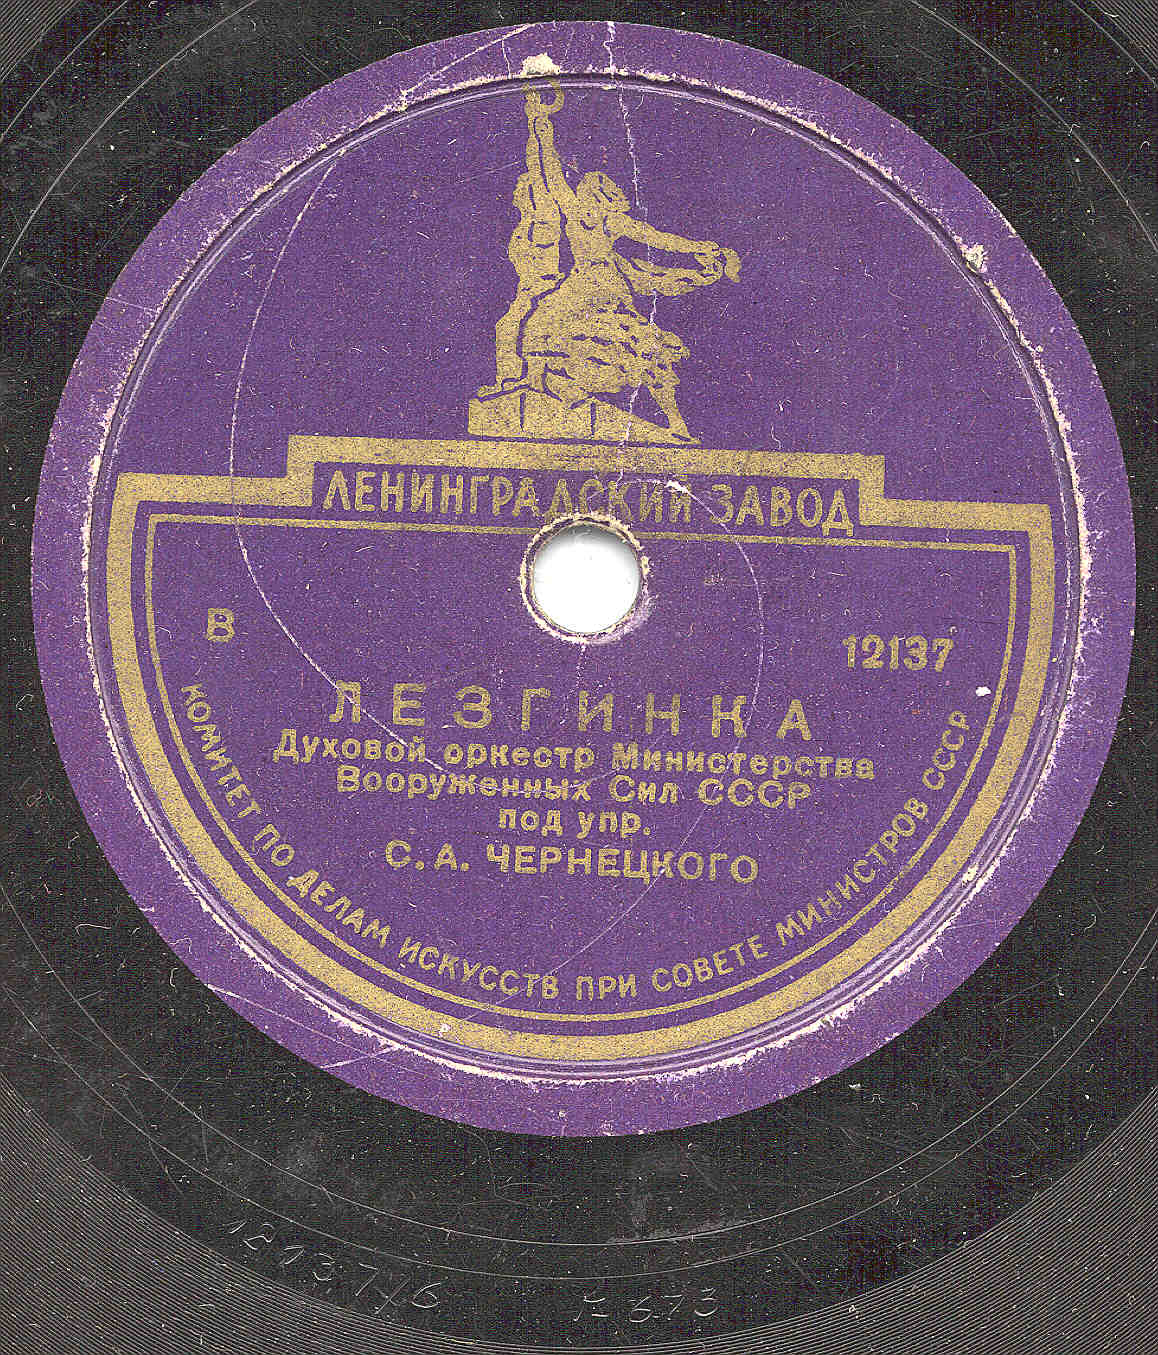 ЛЕНИНГРАДСКИЙ ЗАВОД
В
12137
ЛЕЗГИНКА
Духовой оркестр Министерства
Вооруженных Сил СССР
под упр.
С. А. ЧЕРНЕЦКОГО
КОМИТЕТ ПО ДЕЛАМ ИСКУССТВ ПРИ СОВЕТЕ МИНИСТРОВ СССР